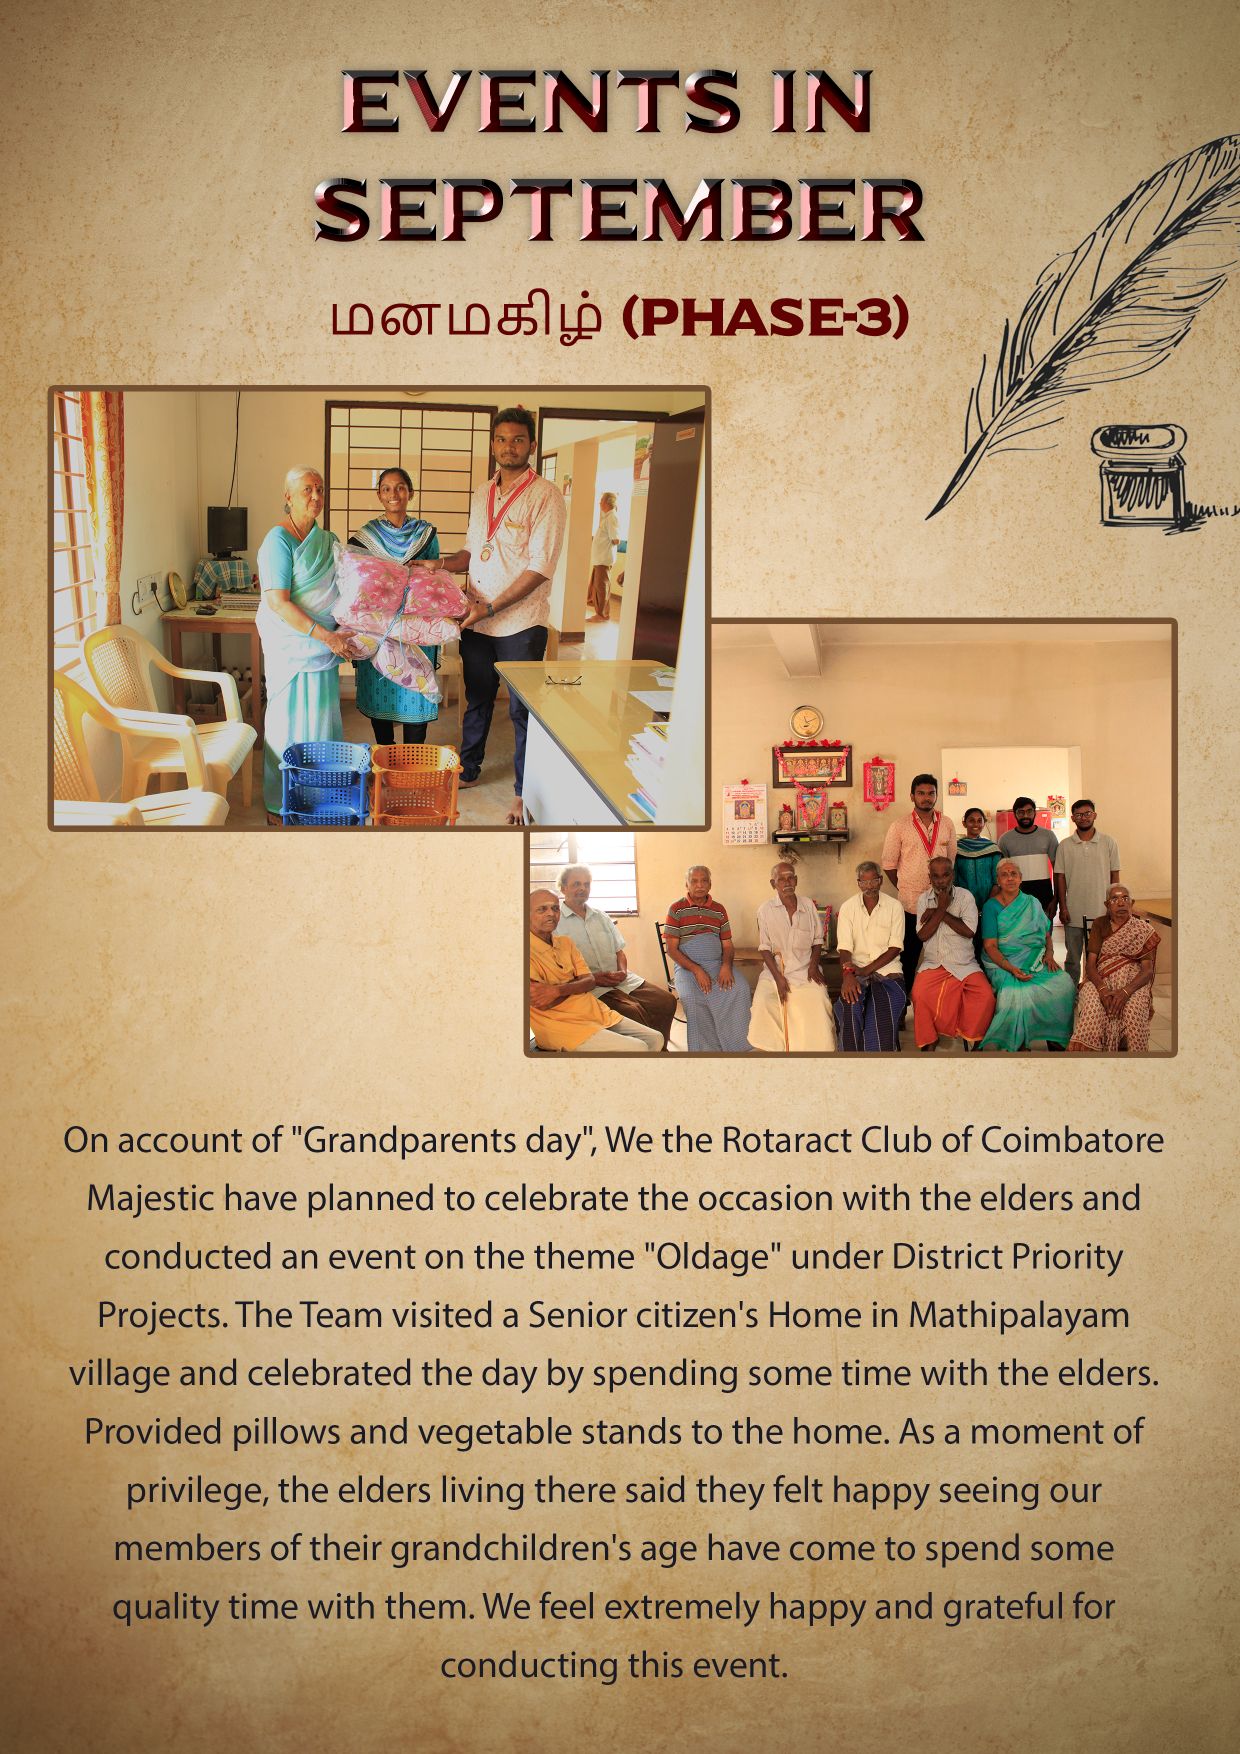 EVENTS IN
SEPTEMBER
மனமகிழ் (PHASE-3)
On account of "Grandparents day", We the Rotaract Club of Coimbatore
Majestic have planned to celebrate the occasion with the elders and
conducted an event on the theme "Oldage" under District Priority
Projects. The Team visited a Senior citizen's Home in Mathipalayam
village and celebrated the day by spending some time with the elders.
Provided pillows and vegetable stands to the home. As a moment of
privilege, the elders living there said they felt happy seeing our
members of their grandchildren's age have come to spend some
quality time with them. We feel extremely happy and grateful for
conducting this event.